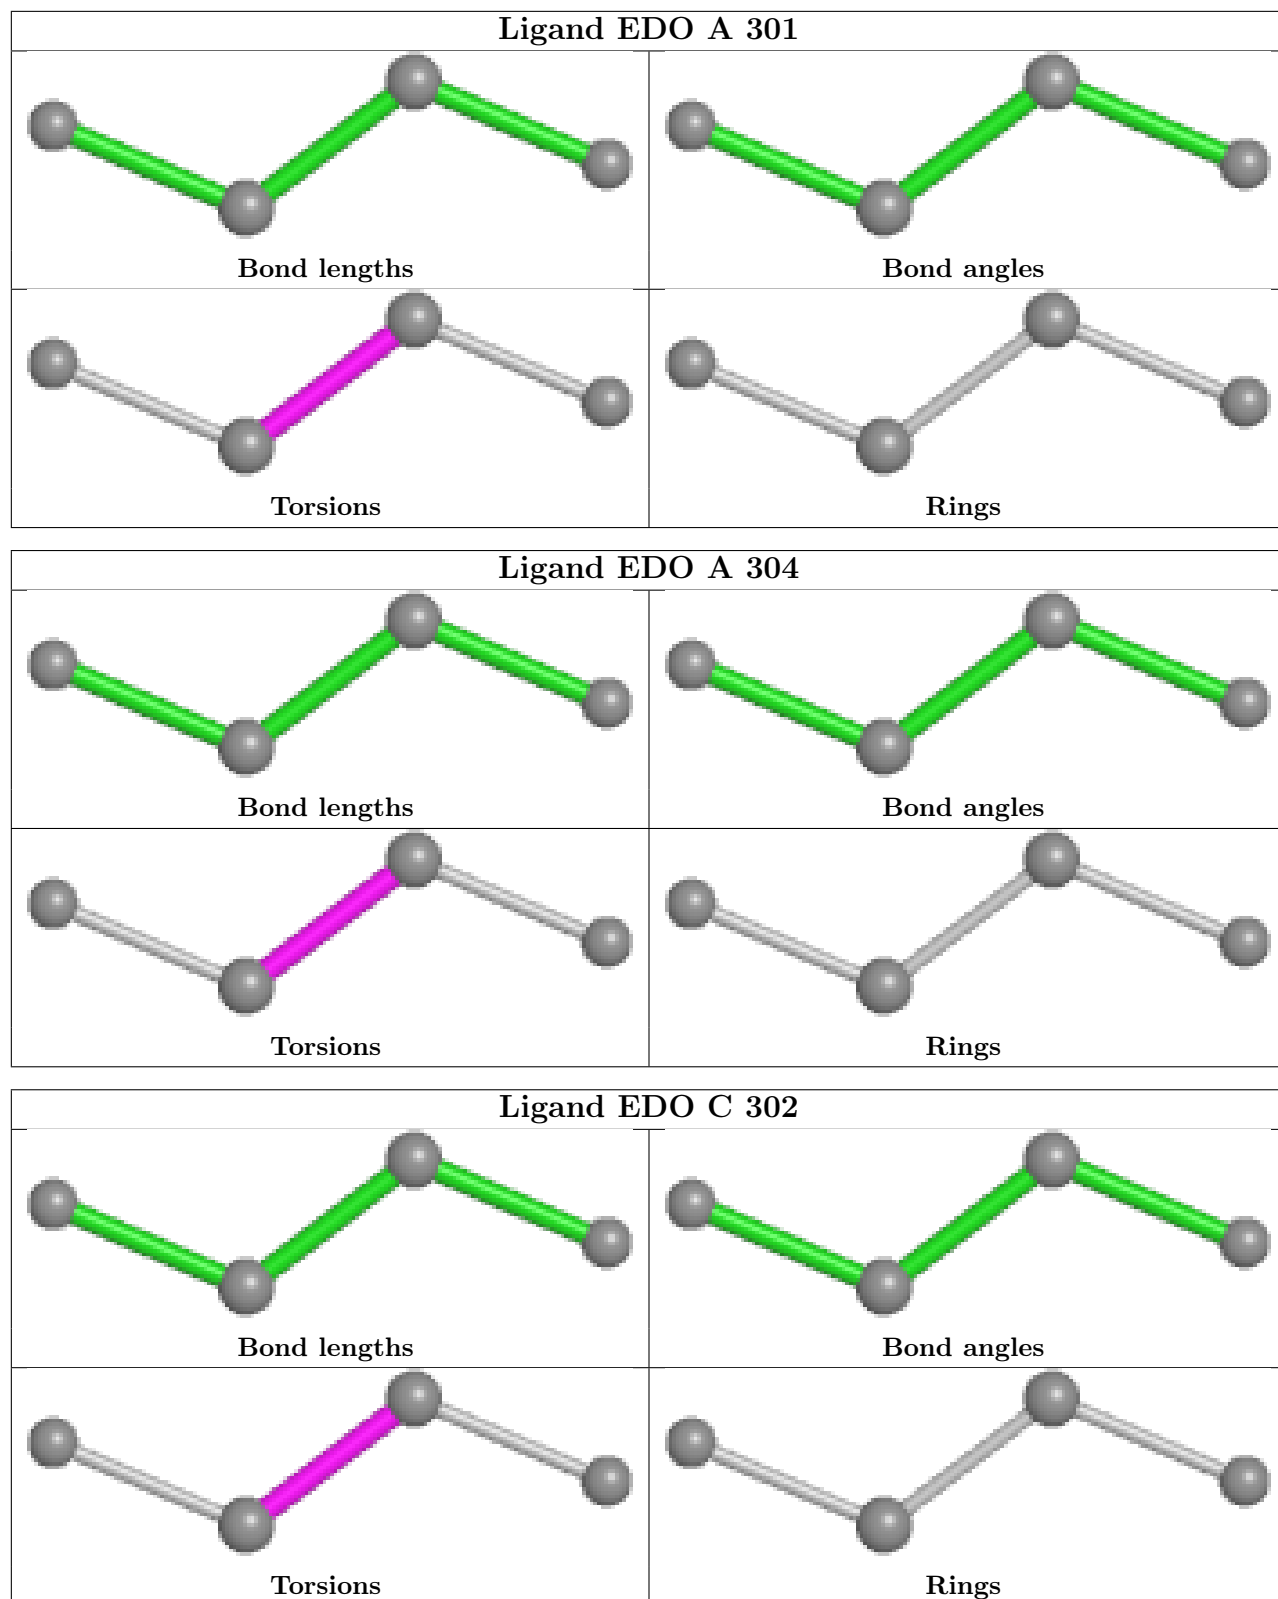 Ligand EDO A 301
Bond lengths
Bond angles
Torsions
Rings
Ligand EDO A 304
Bond lengths
Bond angles
Torsions
Rings
Ligand EDO C 302
Bond lengths
Bond angles
Torsions
Rings